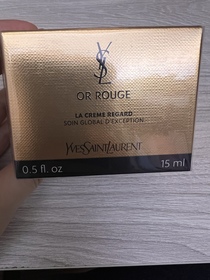 YSL
OR ROUGE
LA CRÈME REGARD
SOIN GLOBAL D'EXCEPTION
YVESSAINTLAURENT
0.5 fl. oz 15 ml